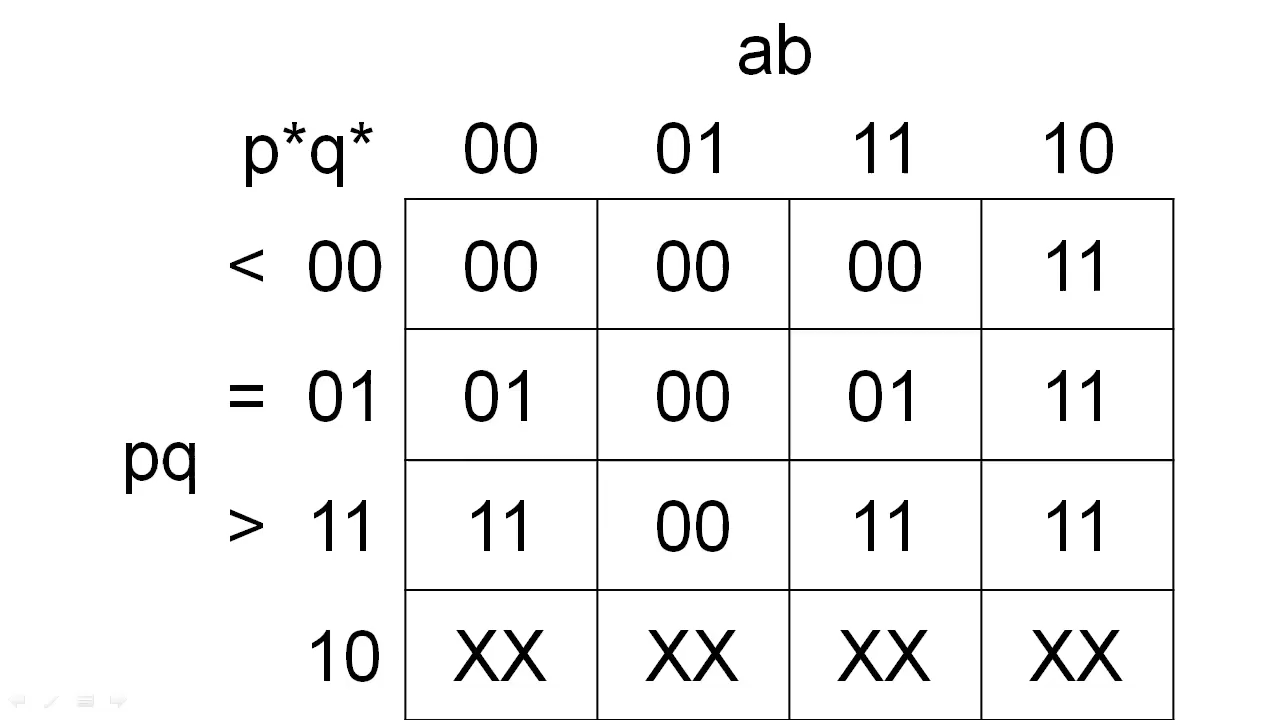 ab
p*q* 00 01 11 10
< 00 00 00 00 11
= 01 01 00 01 11
pq
> 11 11 00 11 11
10 XX XX XX XX